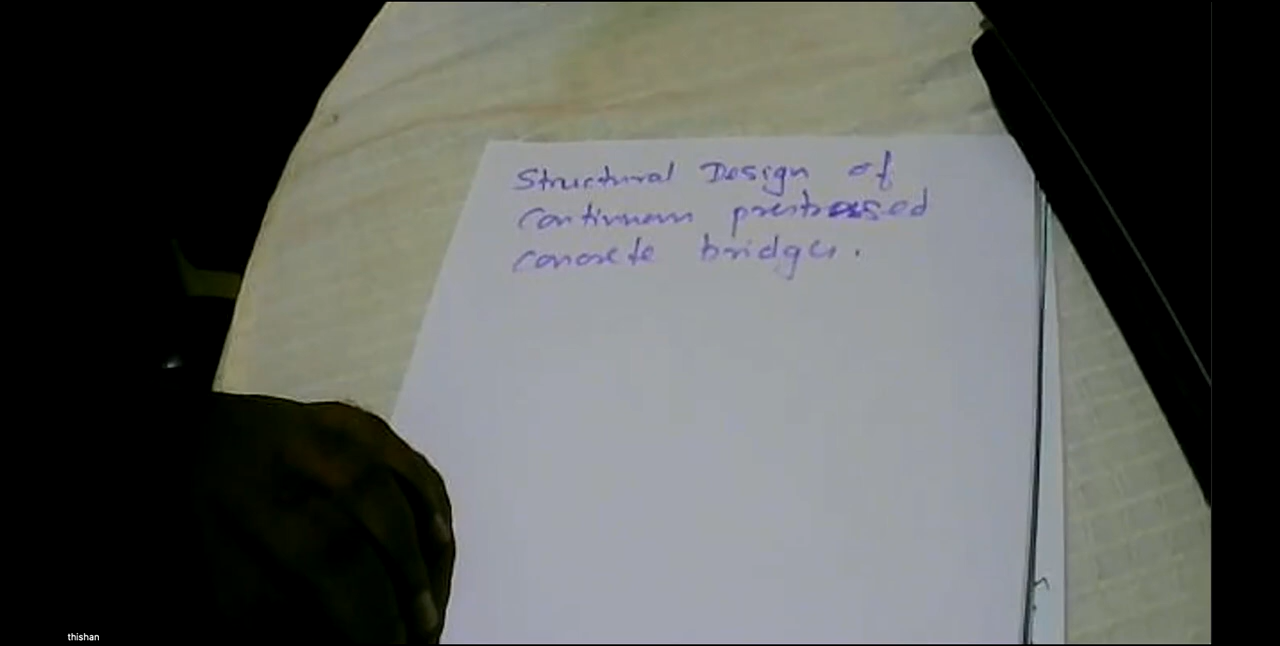 Structural Design of
Continuous prestressed
concrete bridges.
thishan